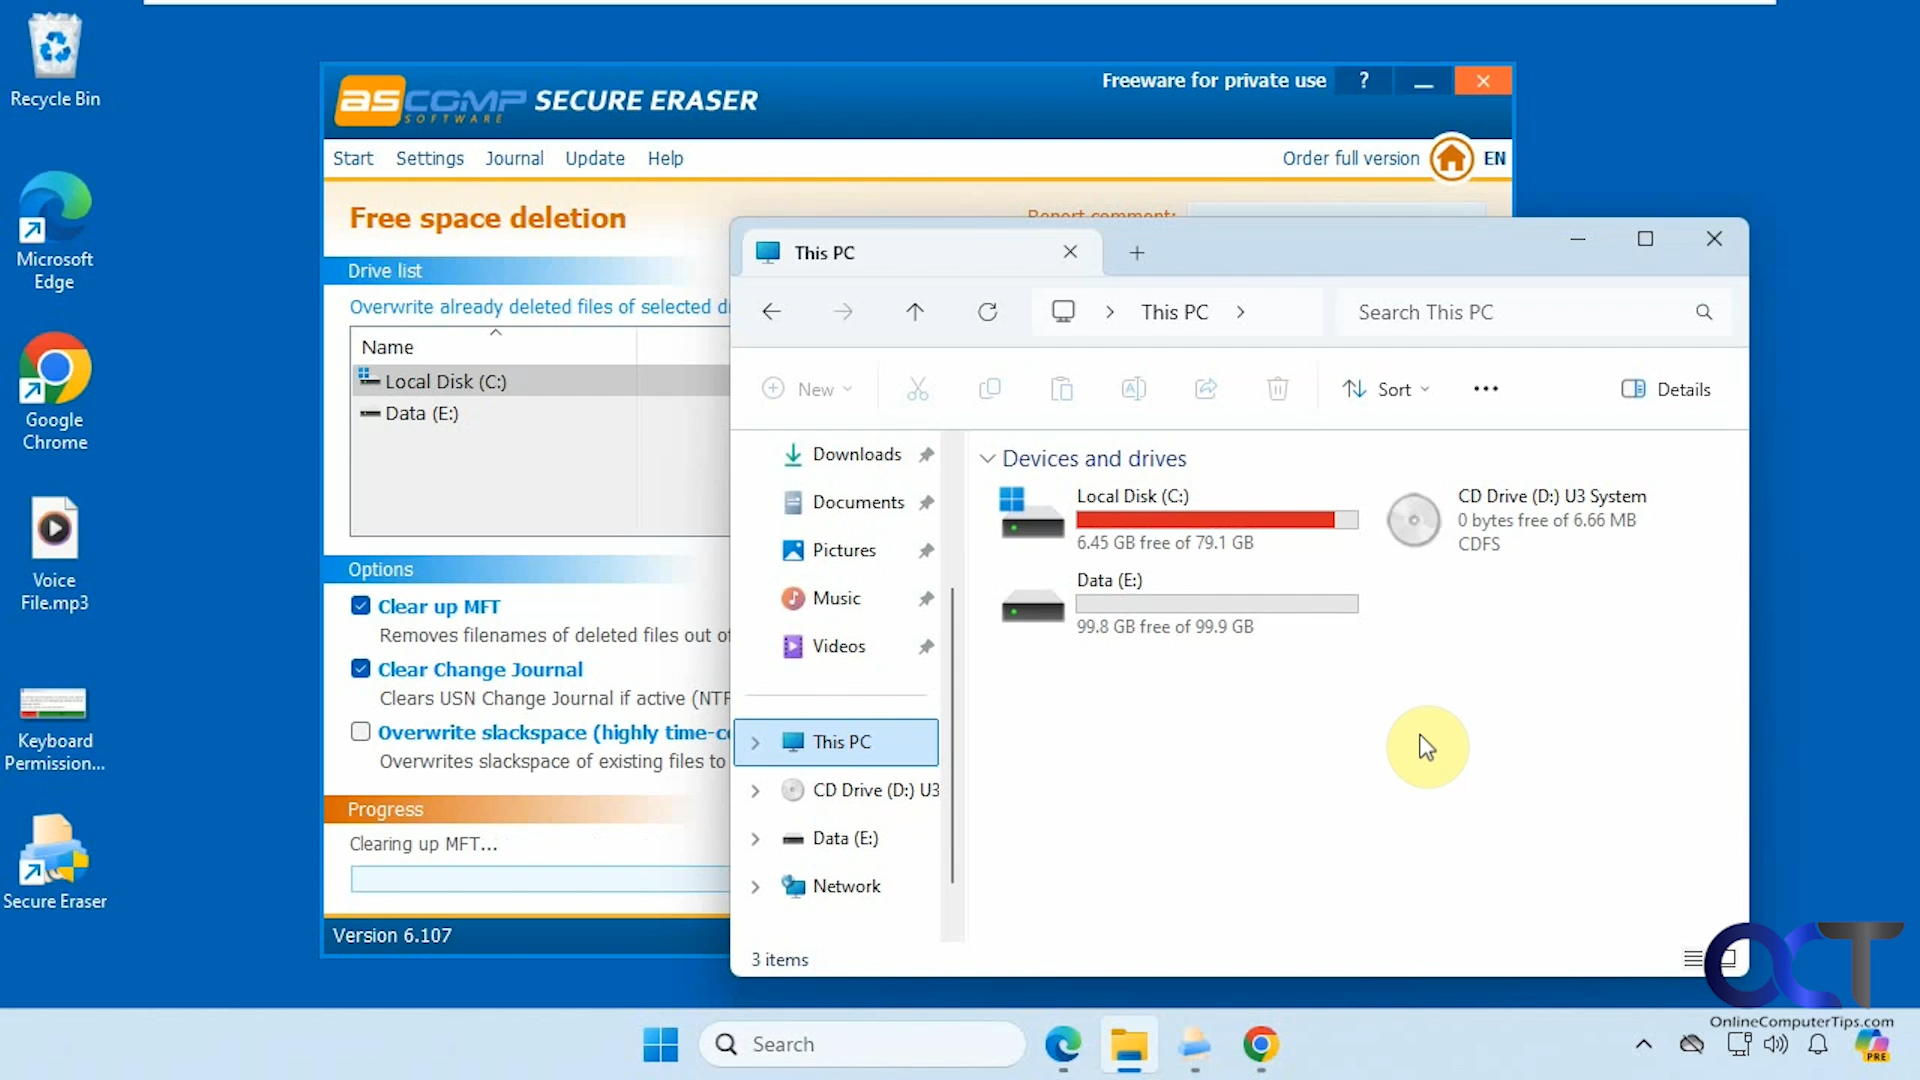 Recycle Bin
Microsoft
Edge
Google
Chrome
Voice
File.mp3
Keyboard
Permission...
Secure Eraser
ascomp
SOFTWARE
SECURE ERASER
Freeware for private use
?
Start Settings Journal Update Help
Order full version
EN
Free space deletion
Report comment:
Drive list
Overwrite already deleted files of selected
Name
Local Disk (C:)
Data (E:)
Options
Clear up MFT
Removes filenames of deleted files out of
Clear Change Journal
Clears USN Change Journal if active (NTF
Overwrite slackspace (highly time-c
Overwrites slackspace of existing files to
Progress
Clearing up MFT...
Version 6.107
This PC
This PC
Search This PC
New
Sort
Details
Downloads
Documents
Pictures
Music
Videos
This PC
CD Drive (D:) U3
Data (E:)
Network
Devices and drives
Local Disk (C:)
6.45 GB free of 79.1 GB
CD Drive (D:) U3 System
0 bytes free of 6.66 MB
CDFS
Data (E:)
99.8 GB free of 99.9 GB
3 items
OCT
OnlineComputerTips.com
Search
PRE